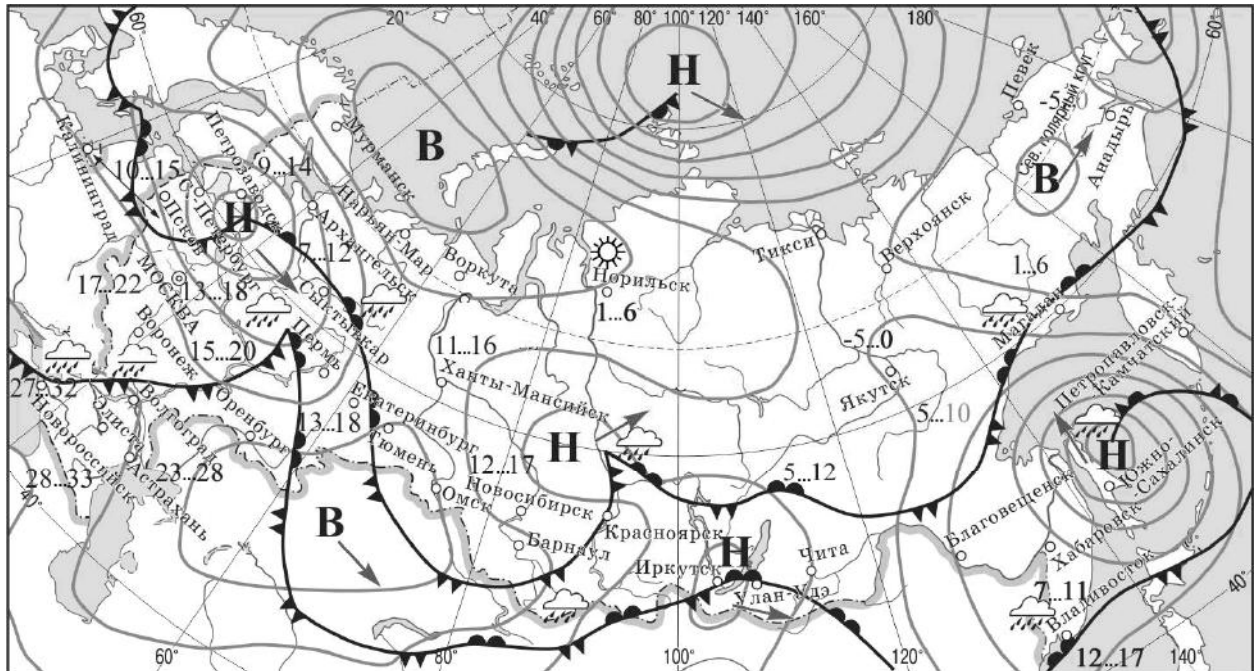 20°
40°
60°
80°
100°
120°
140°
160°
180°
60°
60°
Н
В
Певек
-5...0
Сев. полярный круг
Анадырь
В
Калининград
10...15
Петрозаводск
9...14
Мурманск
Псков
С.-Петербург
Н
Архангельск
7...12
Нарьян-Мар
Воркута
Норильск
1...6
Тикси
Верхоянск
17...22
МОСКВА
13...18
Сыктывкар
Воронеж
15...20
Пермь
11...16
Ханты-Мансийск
-5...0
Якутск
1...6
Магадан
Петропавловск-
Камчатский
27...32
Новороссийск
Элиста
Волгоград
Оренбург
13...18
Екатеринбург
Тюмень
Омск
12...17
Н
Новосибирск
5...12
5...10
Н
Южно-
-Сахалинск
28...33
Астрахань
23...28
В
Барнаул
Красноярск
Н
Иркутск
Улан-Удэ
Чита
Благовещенск
Хабаровск
7...11
Владивосток
12...17
40°
40°
60°
80°
100°
120°
140°